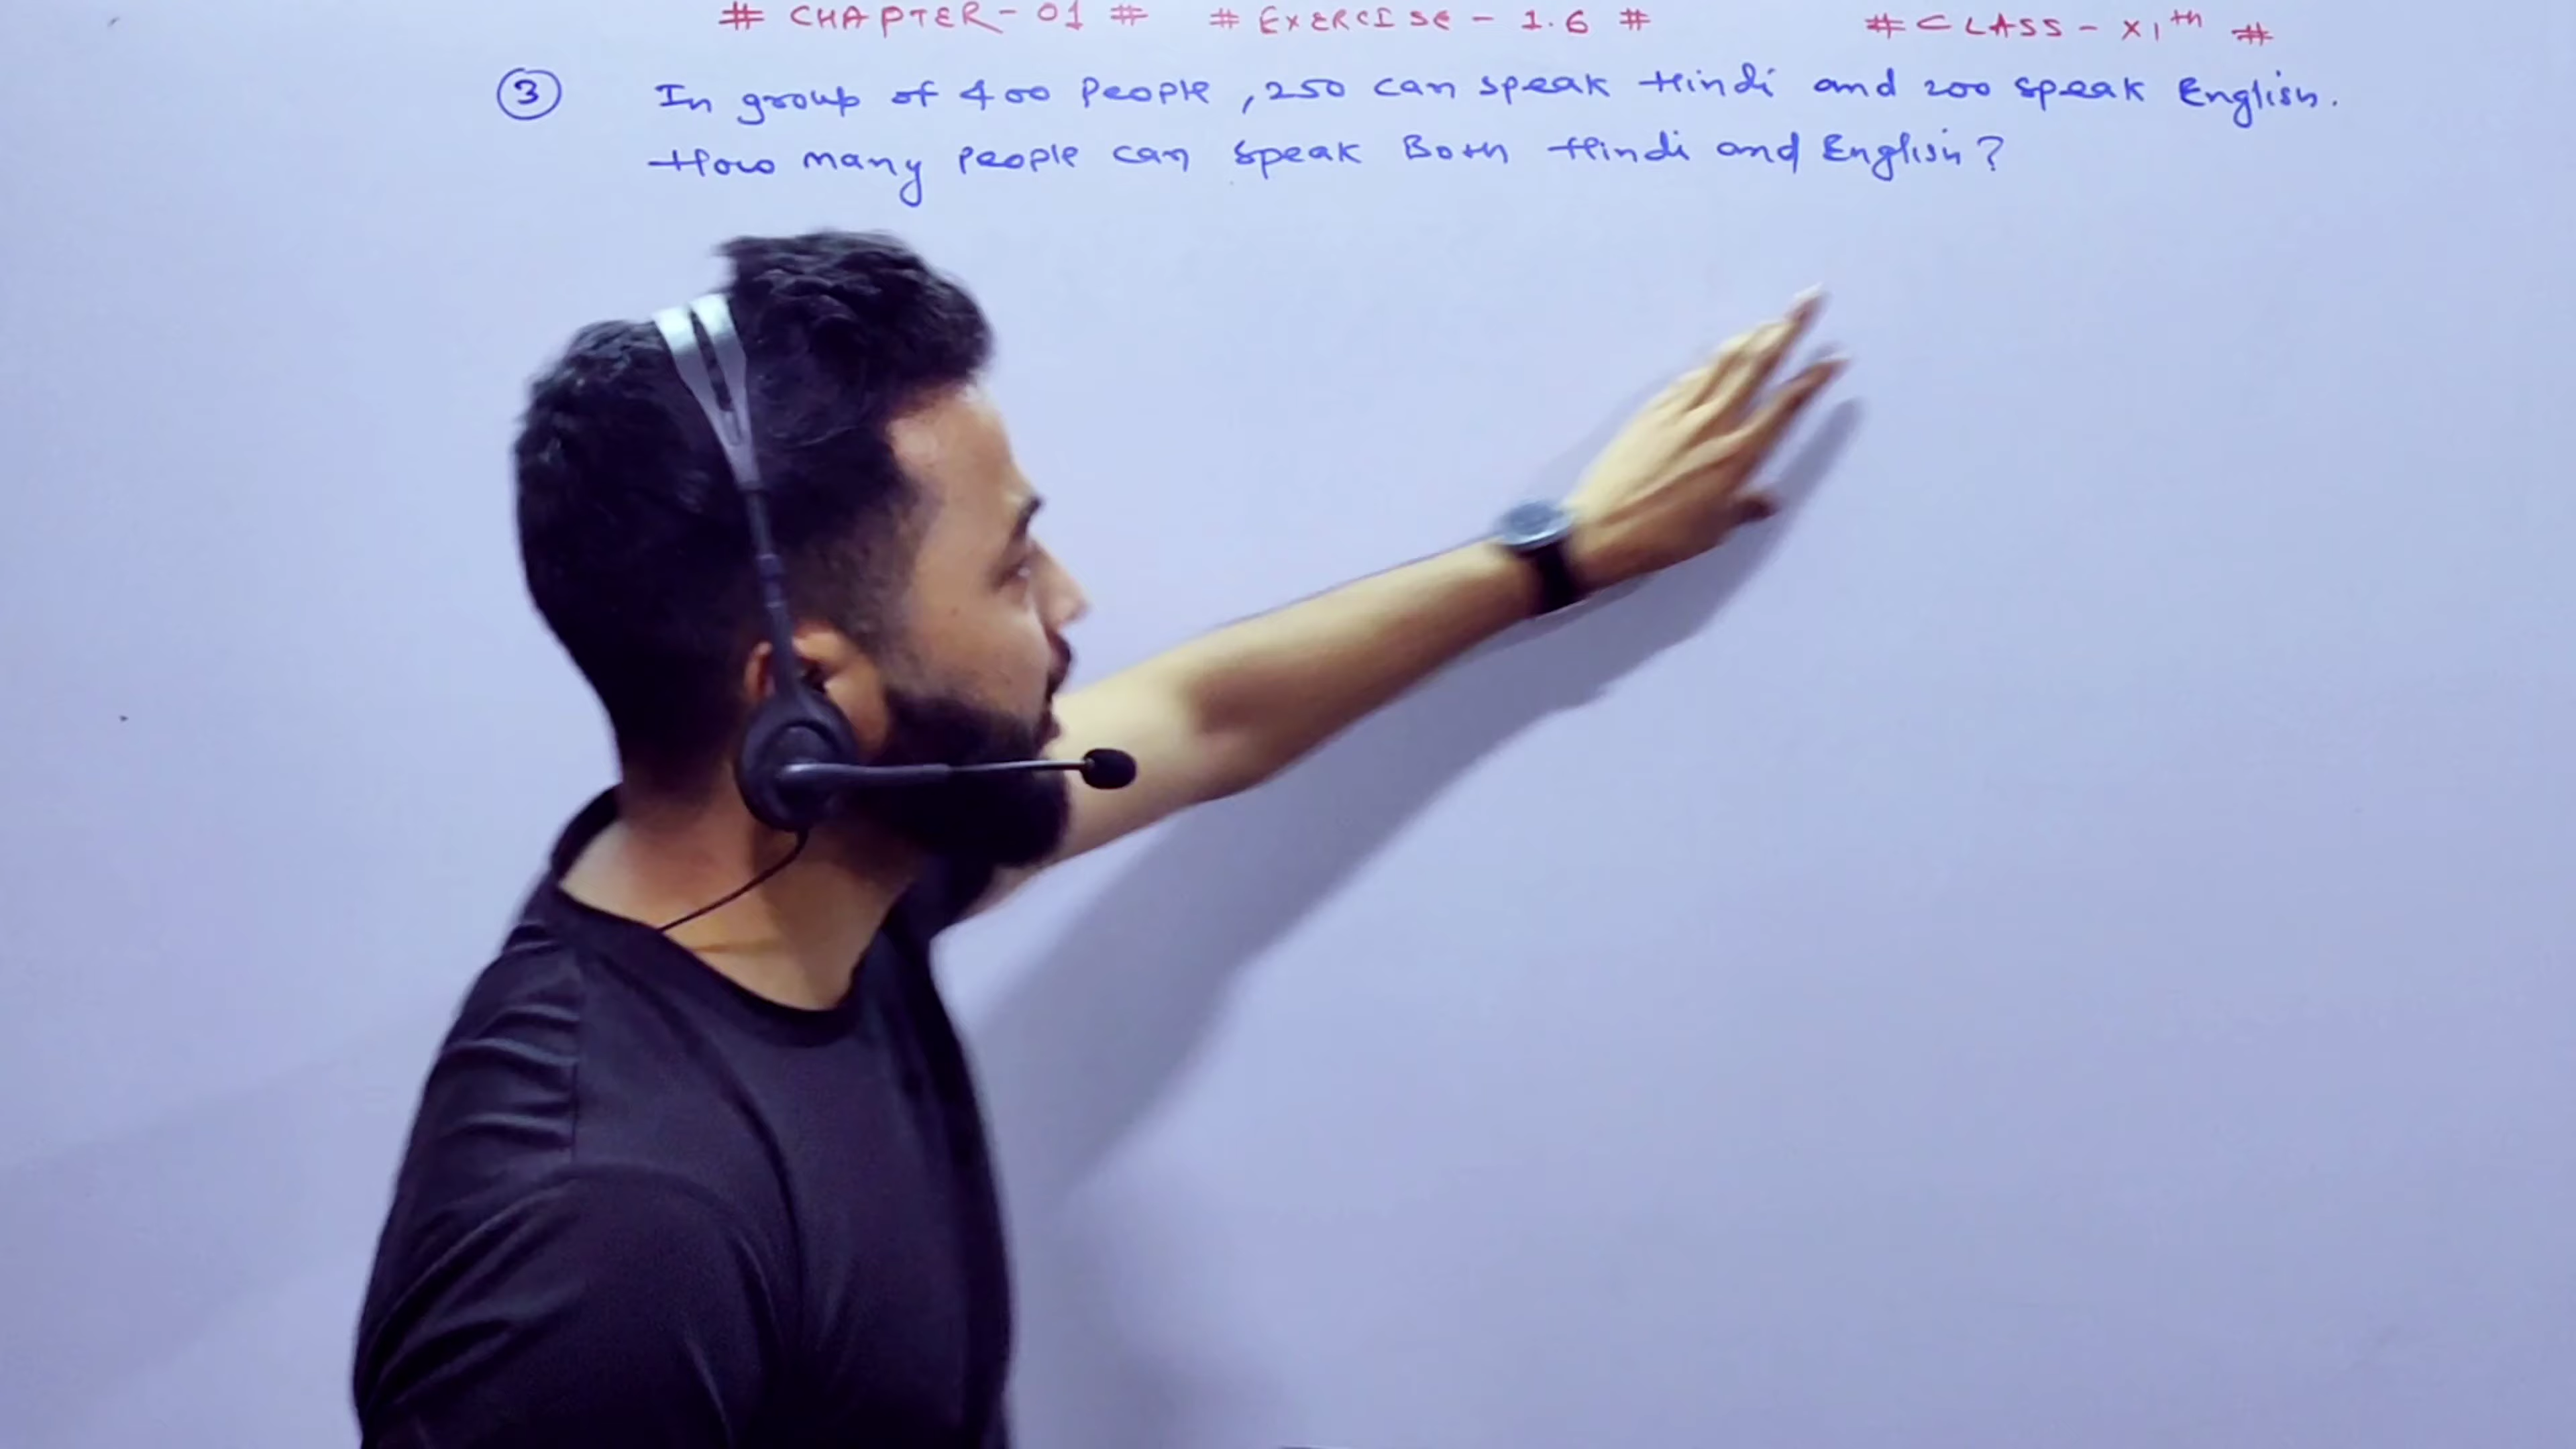 # CHAPTER - 01 # # EXERCISE - 1.6 # # CLASS - XIth #
3 In group of 400 people, 250 can speak Hindi and 200 speak English.
How many people can speak Both Hindi and English?